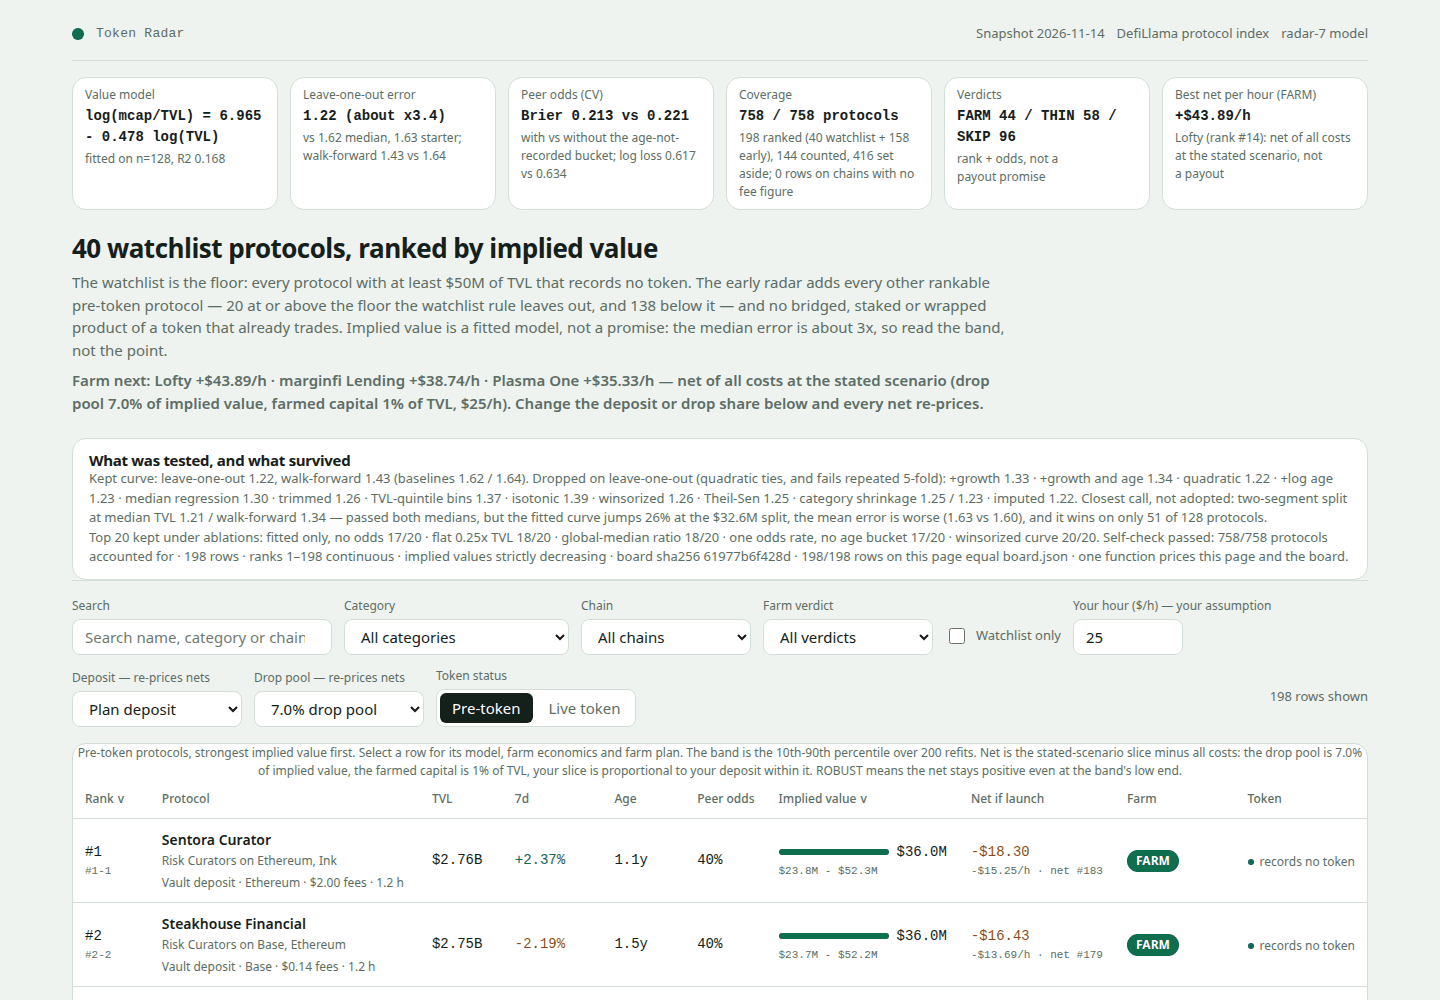 Token Radar
Snapshot 2026-11-14 DefiLlama protocol index radar-7 model
Value model
log(mcap/TVL) = 6.965
- 0.478 log(TVL)
fitted on n=128, R2 0.168
Leave-one-out error
1.22 (about x3.4)
vs 1.62 median, 1.63 starter;
walk-forward 1.43 vs 1.64
Peer odds (CV)
Brier 0.213 vs 0.221
with vs without the age-not-
recorded bucket; log loss 0.617
vs 0.634
Coverage
758 / 758 protocols
198 ranked (40 watchlist + 158
early), 144 counted, 416 set
aside; 0 rows on chains with no
fee figure
Verdicts
FARM 44 / THIN 58 /
SKIP 96
rank + odds, not a
payout promise
Best net per hour (FARM)
+$43.89/h
Lofty (rank #14): net of all costs
at the stated scenario, not
a payout
40 watchlist protocols, ranked by implied value
The watchlist is the floor: every protocol with at least $50M of TVL that records no token. The early radar adds every other rankable
pre-token protocol — 20 at or above the floor the watchlist rule leaves out, and 138 below it — and no bridged, staked or wrapped
product of a token that already trades. Implied value is a fitted model, not a promise: the median error is about 3x, so read the band,
not the point.
Farm next: Lofty +$43.89/h · marginfi Lending +$38.74/h · Plasma One +$35.33/h — net of all costs at the stated scenario (drop
pool 7.0% of implied value, farmed capital 1% of TVL, $25/h). Change the deposit or drop share below and every net re-prices.
What was tested, and what survived
Kept curve: leave-one-out 1.22, walk-forward 1.43 (baselines 1.62 / 1.64). Dropped on leave-one-out (quadratic ties, and fails repeated 5-fold): +growth 1.33 · +growth and age 1.34 · quadratic 1.22 · +log age
1.23 · median regression 1.30 · trimmed 1.26 · TVL-quintile bins 1.37 · isotonic 1.39 · winsorized 1.26 · Theil-Sen 1.25 · category shrinkage 1.25 / 1.23 · imputed 1.22. Closest call, not adopted: two-segment split
at median TVL 1.21 / walk-forward 1.34 — passed both medians, but the fitted curve jumps 26% at the $32.6M split, the mean error is worse (1.63 vs 1.60), and it wins on only 51 of 128 protocols.
Top 20 kept under ablations: fitted only, no odds 17/20 · flat 0.25x TVL 18/20 · global-median ratio 18/20 · one odds rate, no age bucket 17/20 · winsorized curve 20/20. Self-check passed: 758/758 protocols
accounted for · 198 rows · ranks 1–198 continuous · implied values strictly decreasing · board sha256 61977b6f428d · 198/198 rows on this page equal board.json · one function prices this page and the board.
Search
Category
Chain
Farm verdict
Your hour ($/h) — your assumption
Search name, category or chain
All categories
All chains
All verdicts
Watchlist only
25
Deposit — re-prices nets
Drop pool — re-prices nets
Token status
Plan deposit
7.0% drop pool
Pre-token
Live token
198 rows shown
Pre-token protocols, strongest implied value first. Select a row for its model, farm economics and farm plan. The band is the 10th-90th percentile over 200 refits. Net is the stated-scenario slice minus all costs: the drop pool is 7.0%
of implied value, the farmed capital is 1% of TVL, your slice is proportional to your deposit within it. ROBUST means the net stays positive even at the band's low end.
Rank v Protocol TVL 7d Age Peer odds Implied value v Net if launch Farm Token
Sentora Curator
#1 $2.76B +2.37% 1.1y 40% $36.0M -$18.30 FARM records no token
Risk Curators on Ethereum, Ink
#1-1 $23.8M - $52.3M -$15.25/h · net #183
Vault deposit · Ethereum · $2.00 fees · 1.2 h
Steakhouse Financial
#2 $2.75B -2.19% 1.5y 40% $36.0M -$16.43 FARM records no token
Risk Curators on Base, Ethereum
#2-2 $23.7M - $52.2M -$13.69/h · net #179
Vault deposit · Base · $0.14 fees · 1.2 h